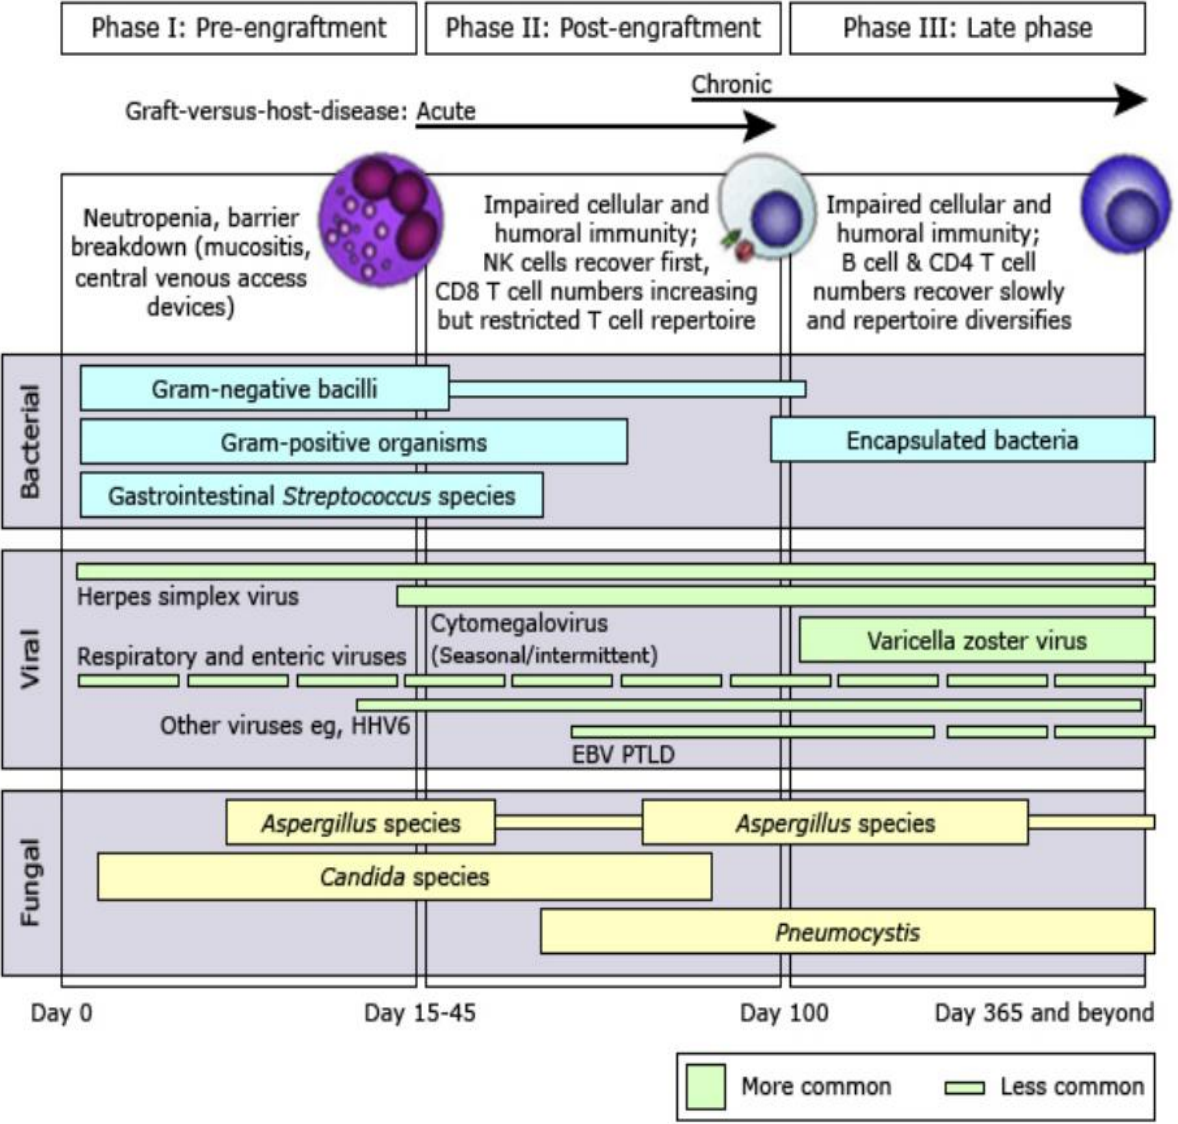 Phase I: Pre-engraftment
Phase II: Post-engraftment
Phase III: Late phase
Chronic
Graft-versus-host-disease: Acute
Neutropenia, barrier
breakdown (mucositis,
central venous access
devices)
Impaired cellular and
humoral immunity;
NK cells recover first,
CD8 T cell numbers increasing
but restricted T cell repertoire
Impaired cellular and
humoral immunity;
B cell & CD4 T cell
numbers recover slowly
and repertoire diversifies
Bacterial
Gram-negative bacilli
Gram-positive organisms
Encapsulated bacteria
Gastrointestinal Streptococcus species
Viral
Herpes simplex virus
Cytomegalovirus
Varicella zoster virus
Respiratory and enteric viruses (Seasonal/intermittent)
Other viruses eg, HHV6
EBV PTLD
Fungal
Aspergillus species
Aspergillus species
Candida species
Pneumocystis
Day 0
Day 15-45
Day 100
Day 365 and beyond
More common
Less common